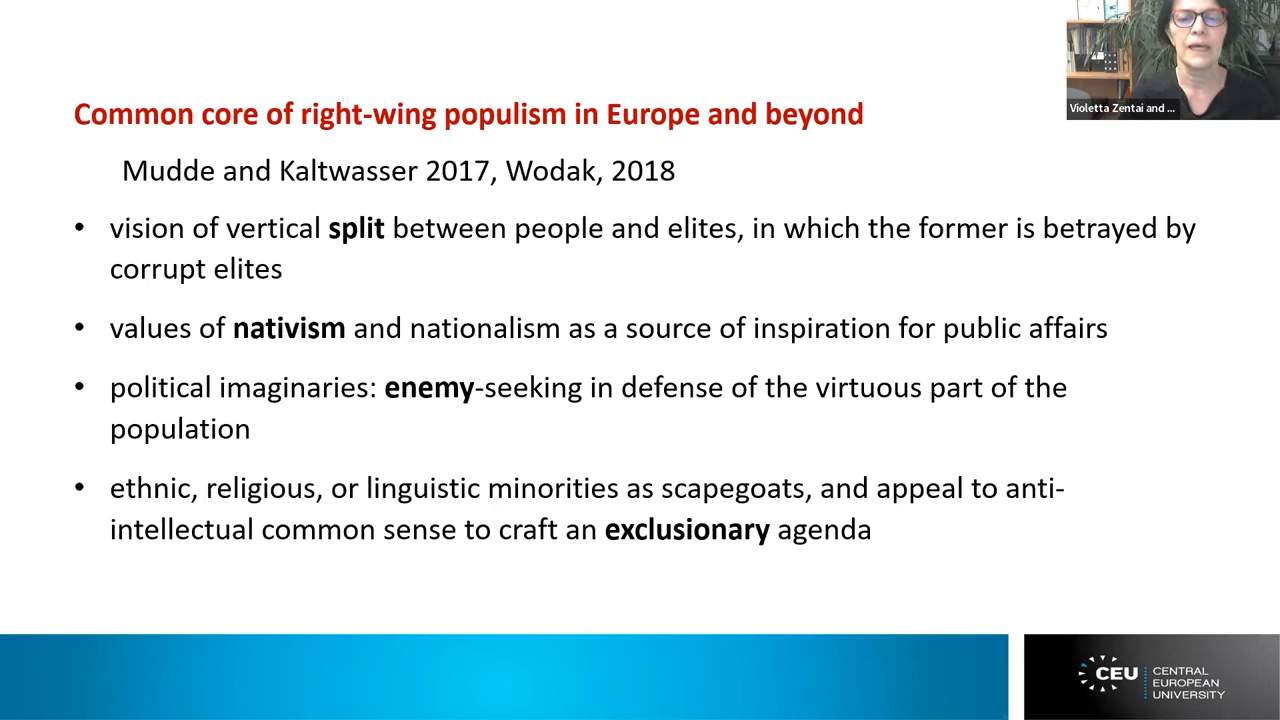 Violetta Zentai and ...
Common core of right-wing populism in Europe and beyond
Mudde and Kaltwasser 2017, Wodak, 2018
• vision of vertical split between people and elites, in which the former is betrayed by
corrupt elites
• values of nativism and nationalism as a source of inspiration for public affairs
• political imaginaries: enemy-seeking in defense of the virtuous part of the
population
• ethnic, religious, or linguistic minorities as scapegoats, and appeal to anti-
intellectual common sense to craft an exclusionary agenda
CEU
CENTRAL
EUROPEAN
UNIVERSITY